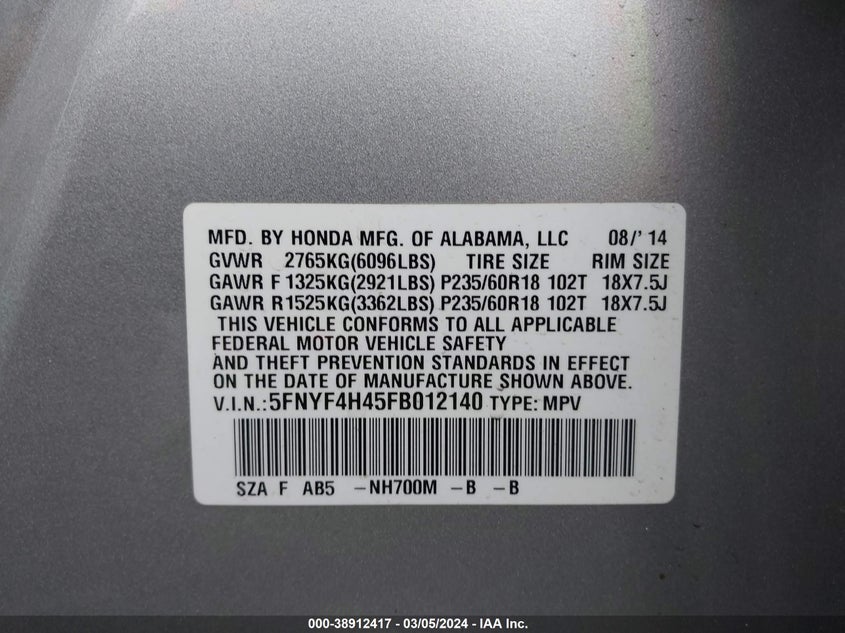 MFD. BY HONDA MFG. OF ALABAMA, LLC 08/' 14
GVWR 2765KG(6096LBS) TIRE SIZE RIM SIZE
GAWR F 1325KG(2921LBS) P235/60R18 102T 18X7.5J
GAWR R1525KG(3362LBS) P235/60R18 102T 18X7.5J
THIS VEHICLE CONFORMS TO ALL APPLICABLE
FEDERAL MOTOR VEHICLE SAFETY
AND THEFT PREVENTION STANDARDS IN EFFECT
ON THE DATE OF MANUFACTURE SHOWN ABOVE.
V.I.N.:5FNYF4H45FB012140 TYPE: MPV
SZA F AB5 -NH700M -B -B
000-38912417 - 03/05/2024 - IAA Inc.